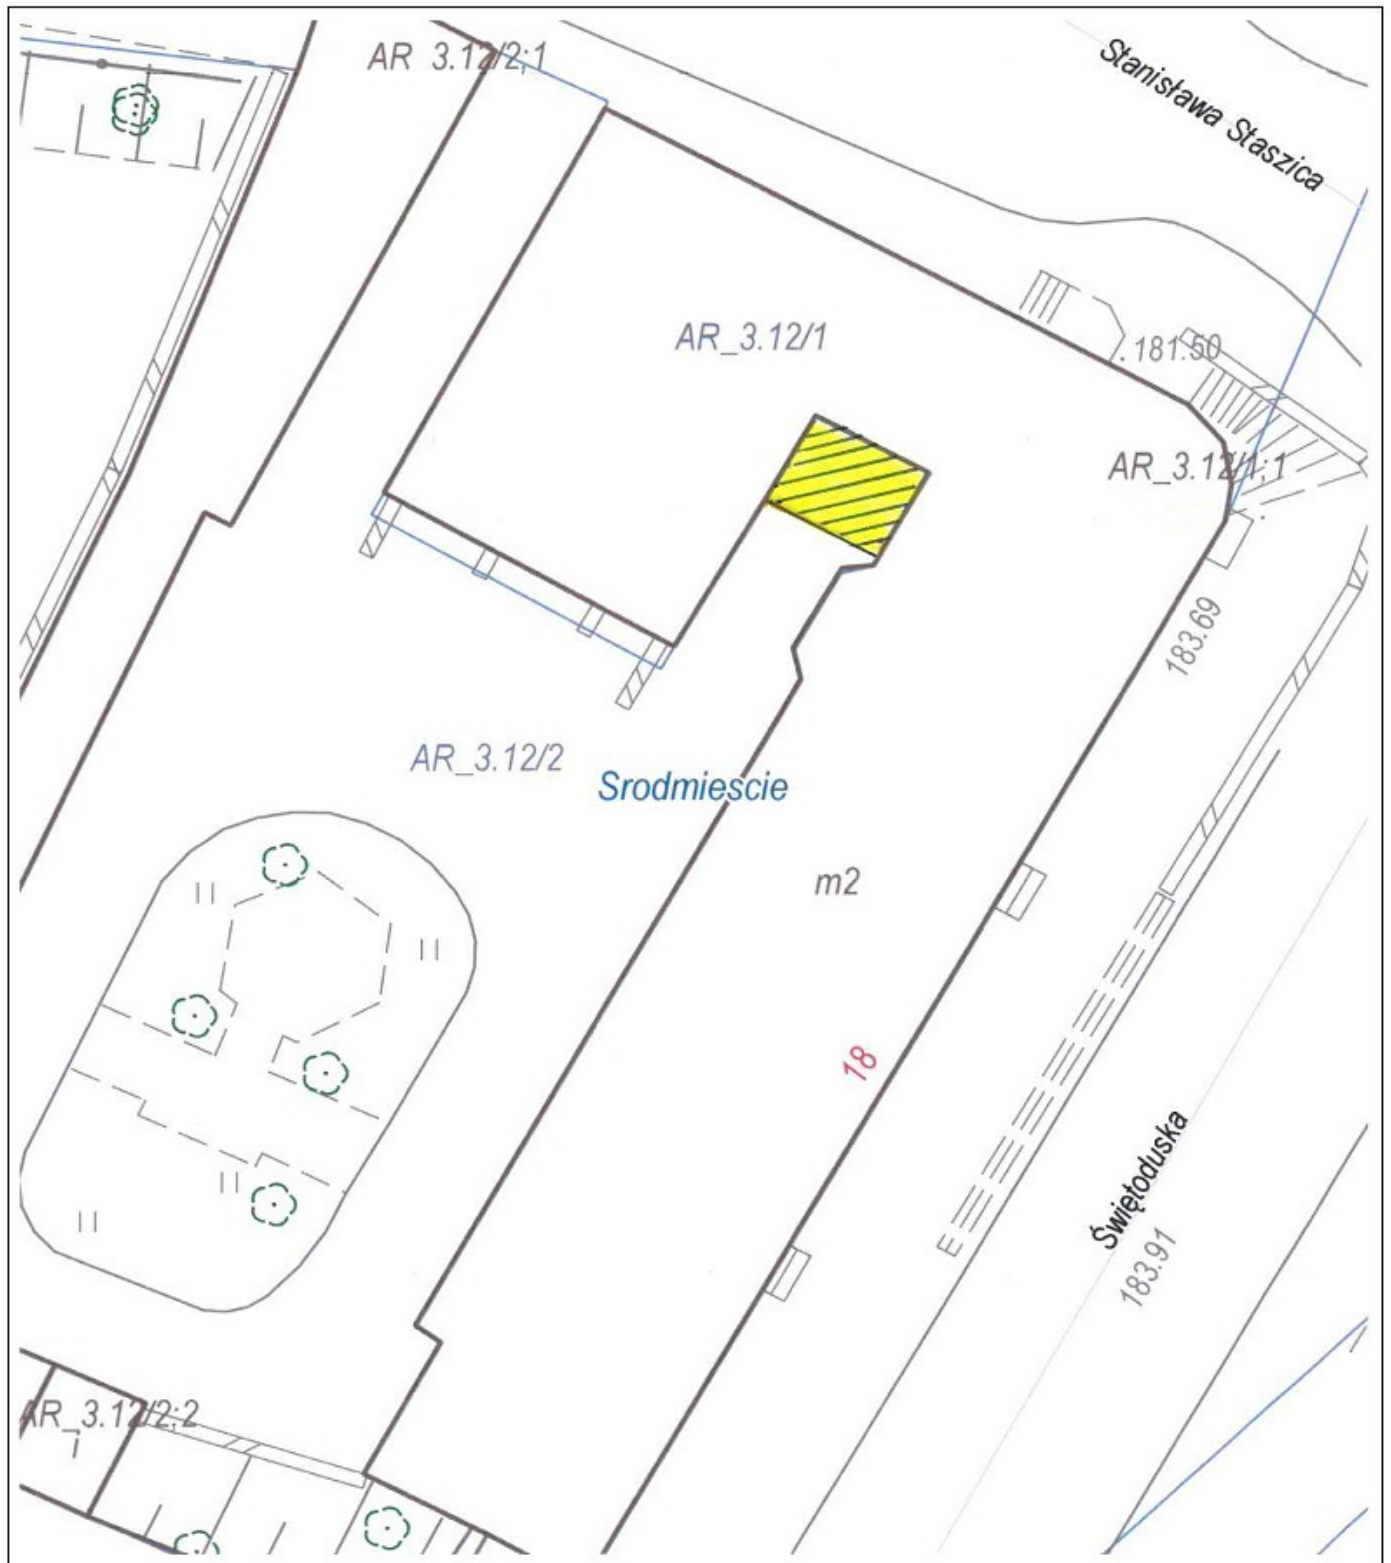 AR 3.12/2;1
Stanisława Staszica
AR_3.12/1
181.50
AR_3.12/1;1
183.69
AR_3.12/2
Srodmiescie
m2
18
Świętoduska
183.91
AR_3.12/2;2
i